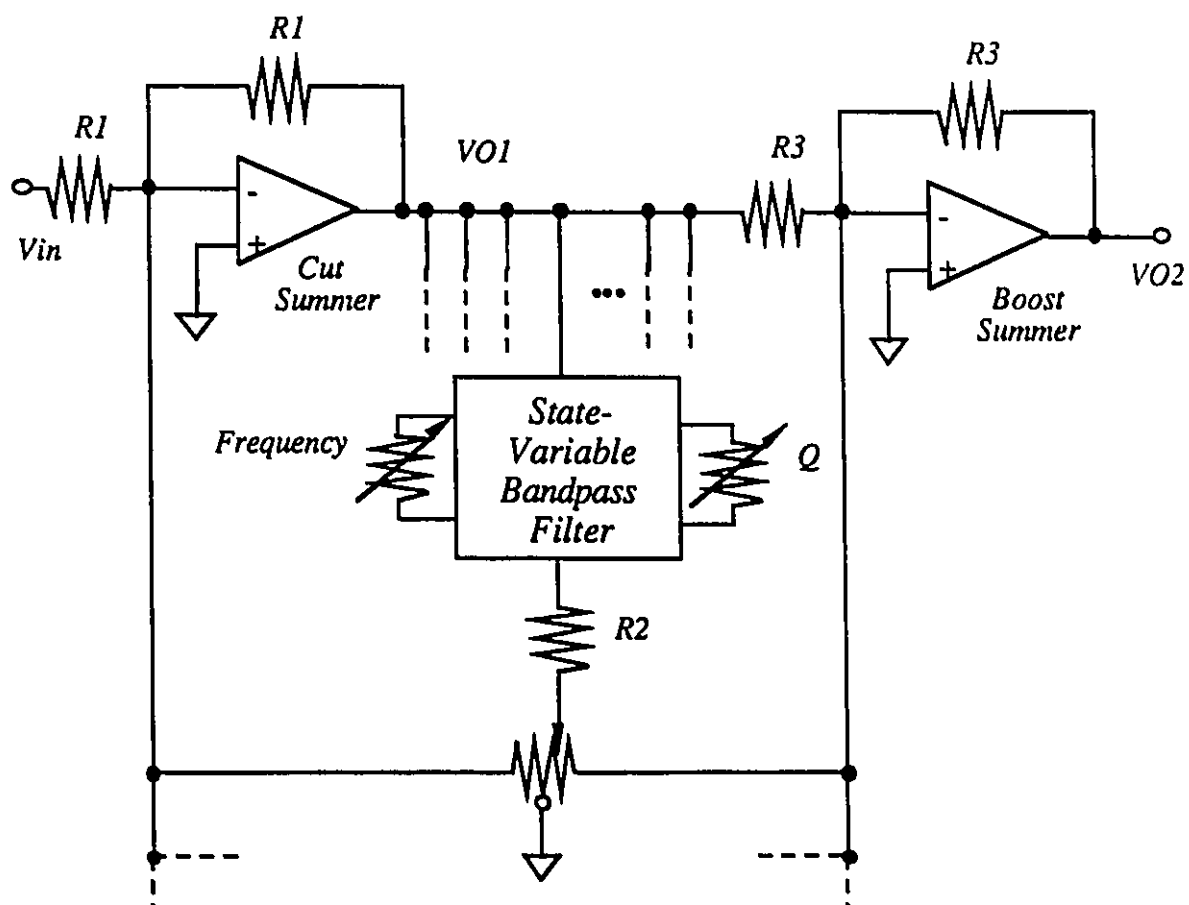 R1
R3
R1
VO1
R3
-
+
Vin
Cut
Summer
-
+
VO2
Boost
Summer
...
Frequency
State-
Variable
Bandpass
Filter
Q
R2